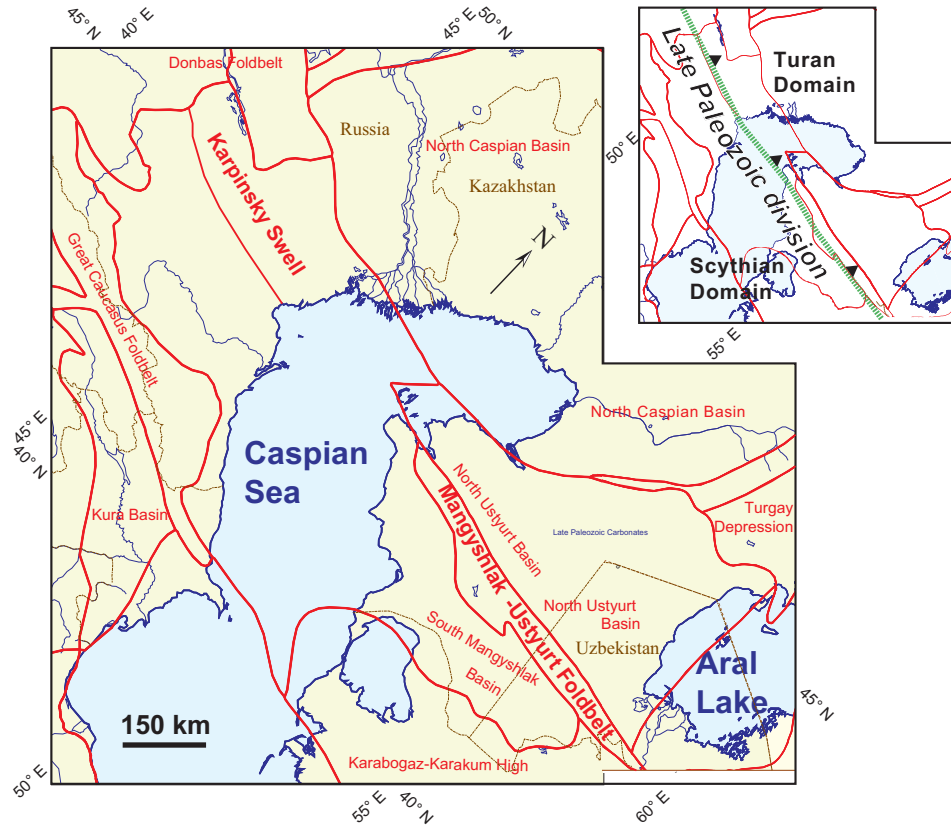 45° N
40° E
45° E
50° N
Donbas Foldbelt
Russia
North Caspian Basin
Kazakhstan
Karpinsky Swell
N
Great Caucasus Foldbelt
Late Paleozoic division
Turan
Domain
50° E
Scythian
Domain
55° E
45° E
40° N
Caspian
Sea
North Caspian Basin
Kura Basin
North Ustyurt Basin
Mangyshlak -Ustyurt Foldbelt
Late Paleozoic Carbonates
Turgay
Depression
South Mangyshlak
Basin
North Ustyurt
Basin
Uzbekistan
Aral
Lake
45° N
150 km
Karabogaz-Karakum High
50° E
55° E
40° N
60° E